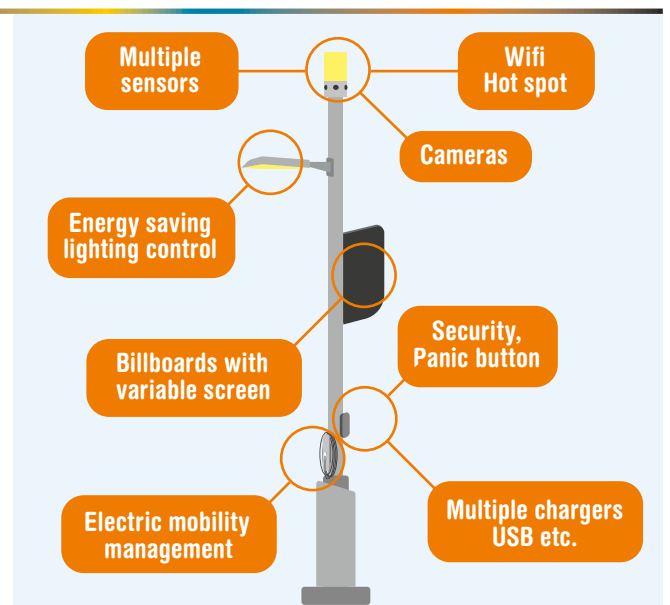 Multiple
sensors
Wifi
Hot spot
Cameras
Energy saving
lighting control
Security,
Panic button
Billboards with
variable screen
Multiple chargers
USB etc.
Electric mobility
management